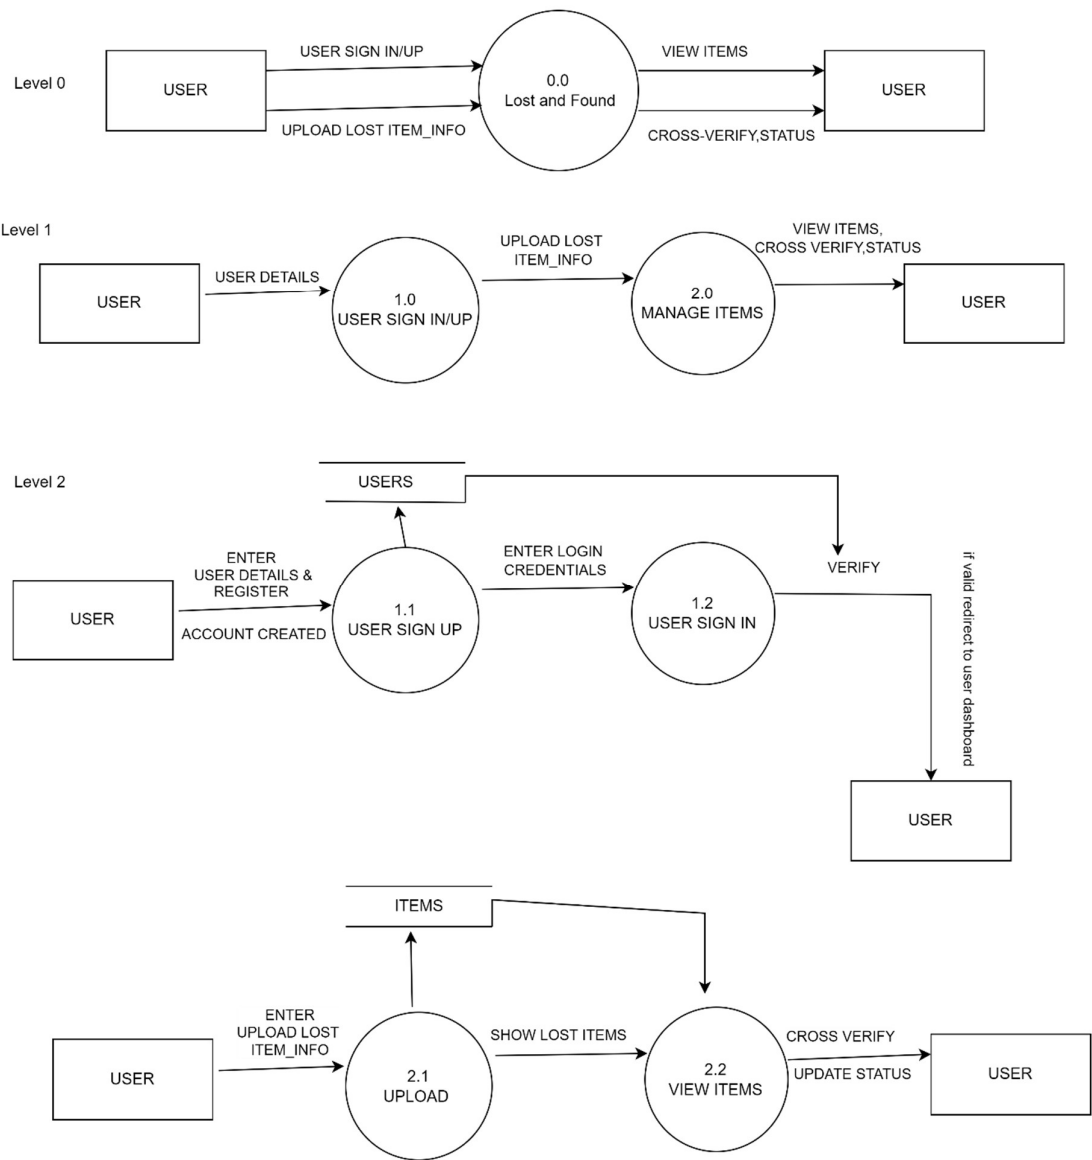 Level 0
USER
USER SIGN IN/UP
UPLOAD LOST ITEM_INFO
0.0
Lost and Found
VIEW ITEMS
CROSS-VERIFY,STATUS
USER
Level 1
USER
USER DETAILS
1.0
USER SIGN IN/UP
UPLOAD LOST
ITEM_INFO
2.0
MANAGE ITEMS
VIEW ITEMS,
CROSS VERIFY,STATUS
USER
Level 2
USERS
USER
ENTER
USER DETAILS &
REGISTER
ACCOUNT CREATED
1.1
USER SIGN UP
ENTER LOGIN
CREDENTIALS
1.2
USER SIGN IN
VERIFY
if valid redirect to user dashboard
USER
ITEMS
USER
ENTER
UPLOAD LOST
ITEM_INFO
2.1
UPLOAD
SHOW LOST ITEMS
2.2
VIEW ITEMS
CROSS VERIFY
UPDATE STATUS
USER